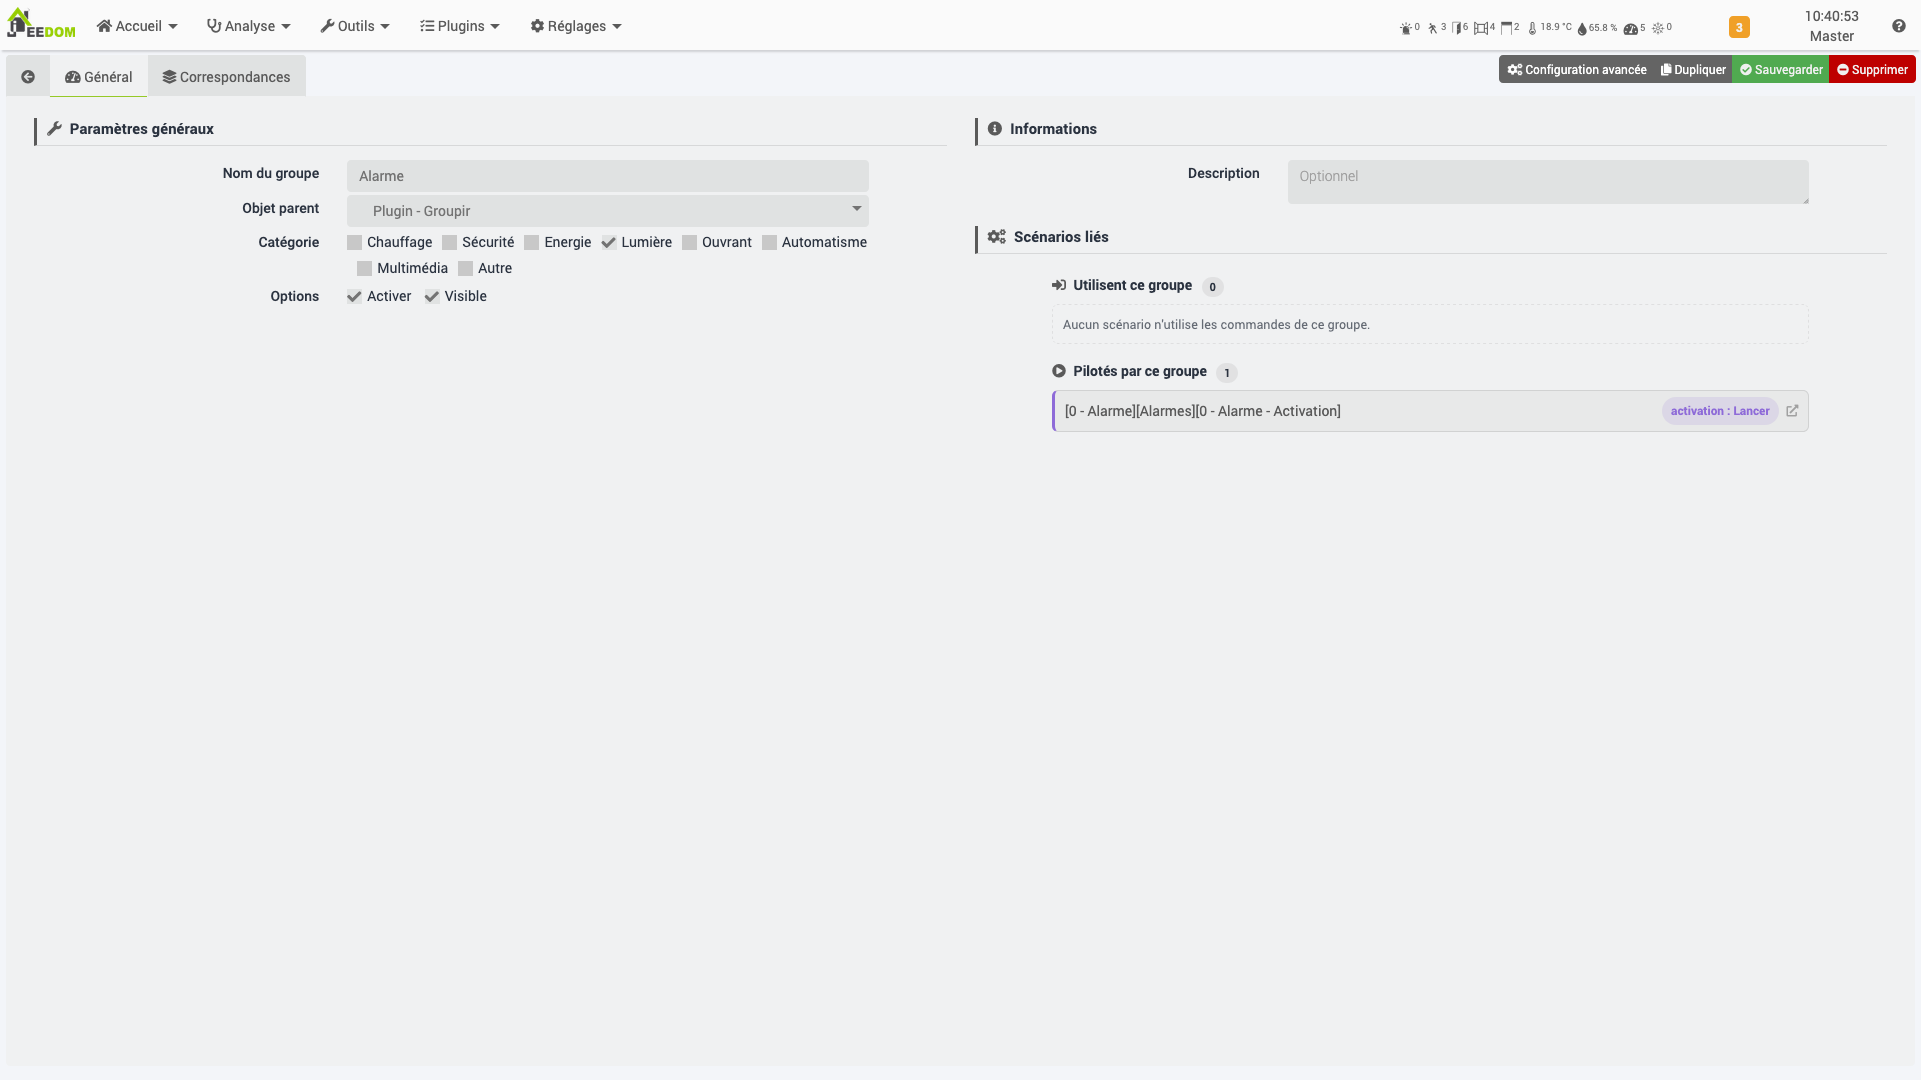 JEEDOM Accueil Analyse Outils Plugins Réglages 0 3 6 4 2 18.9 °C 65.8 % 5 0 3 10:40:53
Master
Général Correspondances Configuration avancée Dupliquer Sauvegarder Supprimer
Paramètres généraux
Nom du groupe Alarme
Objet parent Plugin - Groupir
Catégorie Chauffage Sécurité Energie Lumière Ouvrant Automatisme
Multimédia Autre
Options Activer Visible
Informations
Description Optionnel
Scénarios liés
Utilisent ce groupe 0
Aucun scénario n'utilise les commandes de ce groupe.
Pilotés par ce groupe 1
[0 - Alarme][Alarmes][0 - Alarme - Activation] activation : Lancer